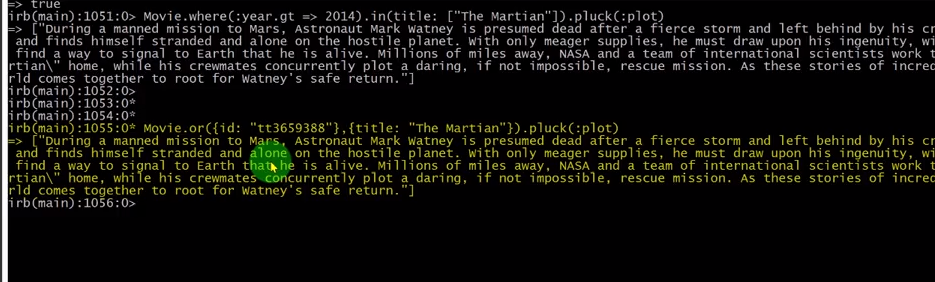 => true
irb(main):1051:0> Movie.where(:year.gt => 2014).in(title: ["The Martian"]).pluck(:plot)
=> ["During a manned mission to Mars, Astronaut Mark Watney is presumed dead after a fierce storm and left behind by his cr
and finds himself stranded and alone on the hostile planet. With only meager supplies, he must draw upon his ingenuity, wi
find a way to signal to Earth that he is alive. Millions of miles away, NASA and a team of international scientists work t
rtian\" home, while his crewmates concurrently plot a daring, if not impossible, rescue mission. As these stories of incred
rld comes together to root for Watney's safe return."]
irb(main):1052:0>
irb(main):1053:0*
irb(main):1054:0*
irb(main):1055:0* Movie.or({id: "tt3659388"},{title: "The Martian"}).pluck(:plot)
=> ["During a manned mission to Mars, Astronaut Mark Watney is presumed dead after a fierce storm and left behind by his cr
and finds himself stranded and alone on the hostile planet. With only meager supplies, he must draw upon his ingenuity, wi
find a way to signal to Earth that he is alive. Millions of miles away, NASA and a team of international scientists work t
rtian\" home, while his crewmates concurrently plot a daring, if not impossible, rescue mission. As these stories of incred
rld comes together to root for Watney's safe return."]
irb(main):1056:0>